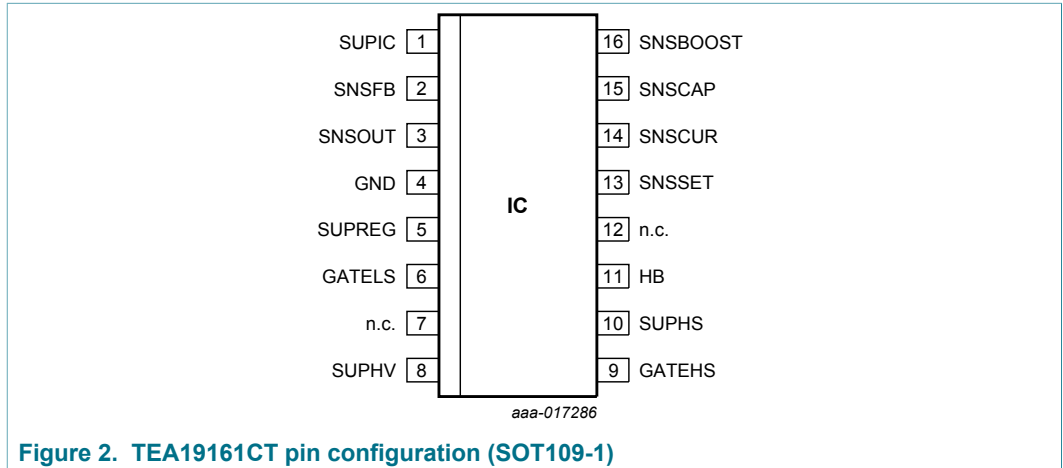 SUPIC 1
SNSFB 2
SNSOUT 3
GND 4
SUPREG 5
GATELS 6
n.c. 7
SUPHV 8
IC
16 SNSBOOST
15 SNSCAP
14 SNSCUR
13 SNSSET
12 n.c.
11 HB
10 SUPHS
9 GATEHS
aaa-017286
Figure 2. TEA19161CT pin configuration (SOT109-1)